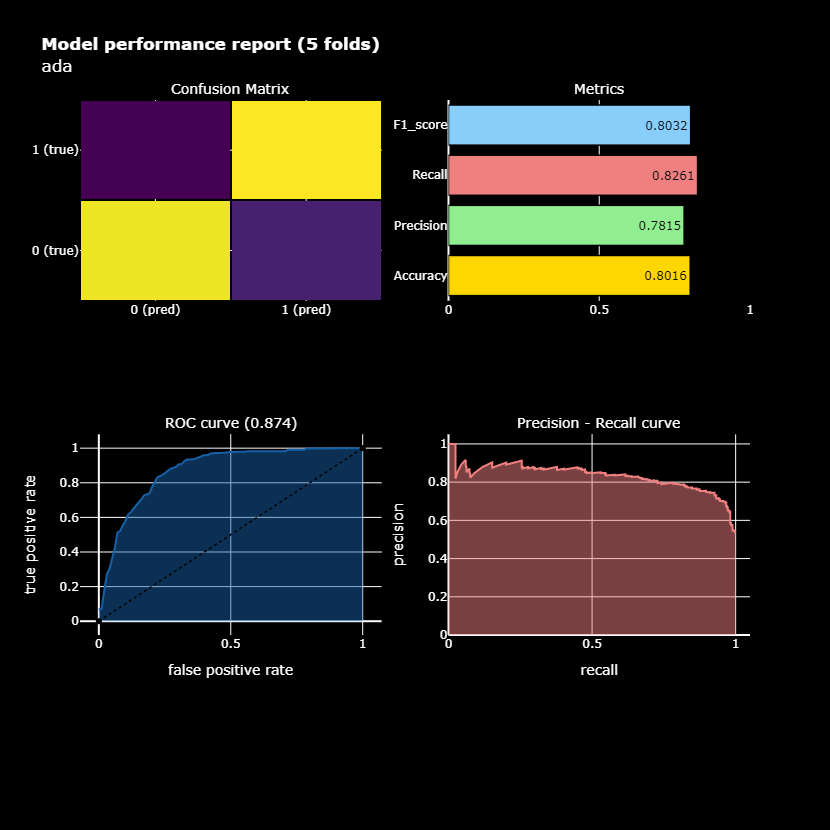 Model performance report (5 folds)
ada
Confusion Matrix
1 (true)
0 (true)
0 (pred) 1 (pred)
Metrics
F1_score 0.8032
Recall 0.8261
Precision 0.7815
Accuracy 0.8016
0 0.5 1
ROC curve (0.874)
true positive rate
1
0.8
0.6
0.4
0.2
0
0 0.5 1
false positive rate
Precision - Recall curve
precision
1
0.8
0.6
0.4
0.2
0
0 0.5 1
recall